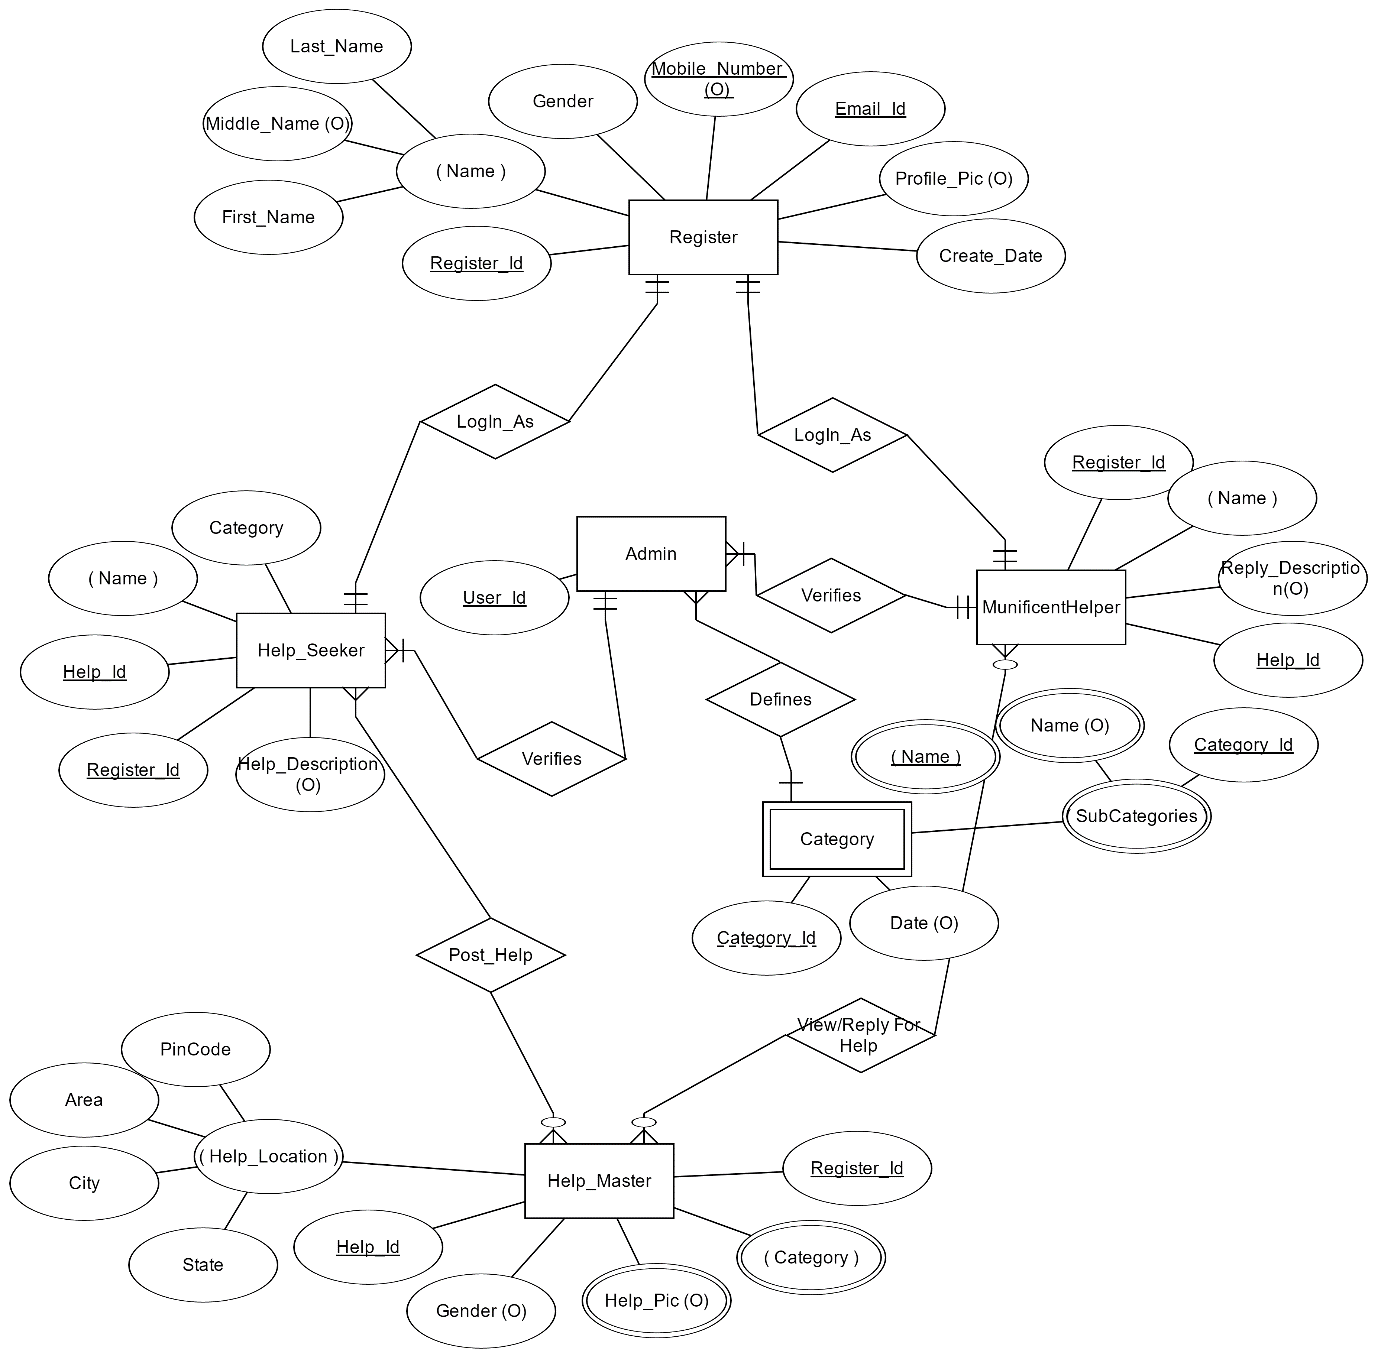 Last_Name
Middle_Name (O)
First_Name
( Name )
Gender
Mobile_Number
(O)
Email_Id
Profile_Pic (O)
Create_Date
Register_Id
Register
LogIn_As
LogIn_As
Category
( Name )
Help_Id
Register_Id
Help_Description
(O)
Help_Seeker
User_Id
Admin
Verifies
Verifies
Defines
Register_Id
( Name )
Reply_Descriptio
n(O)
Help_Id
MunificentHelper
( Name )
Name (O)
Category_Id
SubCategories
Category
Category_Id
Date (O)
Post_Help
View/Reply For
Help
PinCode
Area
City
State
( Help_Location )
Help_Master
Register_Id
( Category )
Help_Pic (O)
Gender (O)
Help_Id